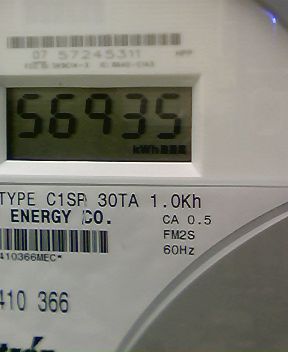 07 57245311
56935
kWh
TYPE C1SR 30TA 1.0Kh
ENERGY CO.
CA 0.5
FM2S
60Hz
410366MEC*
410 366